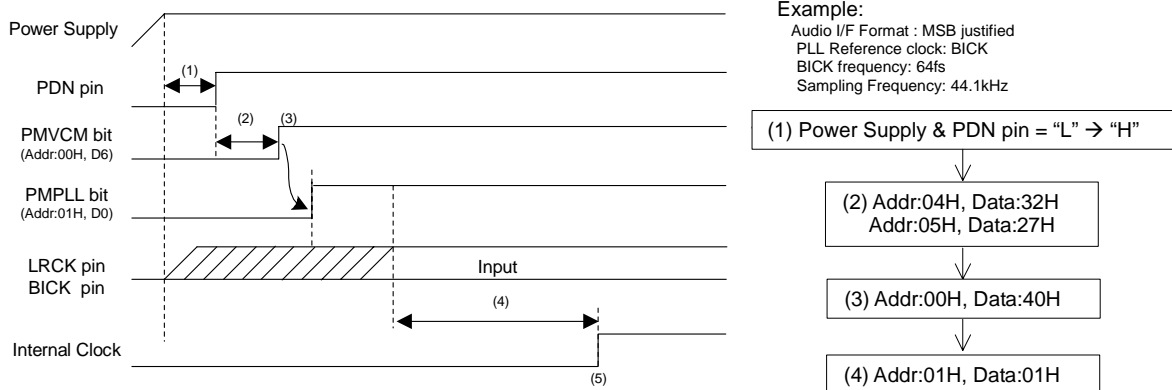 Power Supply
(1)
PDN pin
(2)
(3)
PMVCM bit
(Addr:00H, D6)
PMPLL bit
(Addr:01H, D0)
LRCK pin
BICK pin
Input
(4)
Internal Clock
(5)
Example:
Audio I/F Format : MSB justified
PLL Reference clock: BICK
BICK frequency: 64fs
Sampling Frequency: 44.1kHz
(1) Power Supply & PDN pin = “L” → “H”
(2) Addr:04H, Data:32H
Addr:05H, Data:27H
(3) Addr:00H, Data:40H
(4) Addr:01H, Data:01H